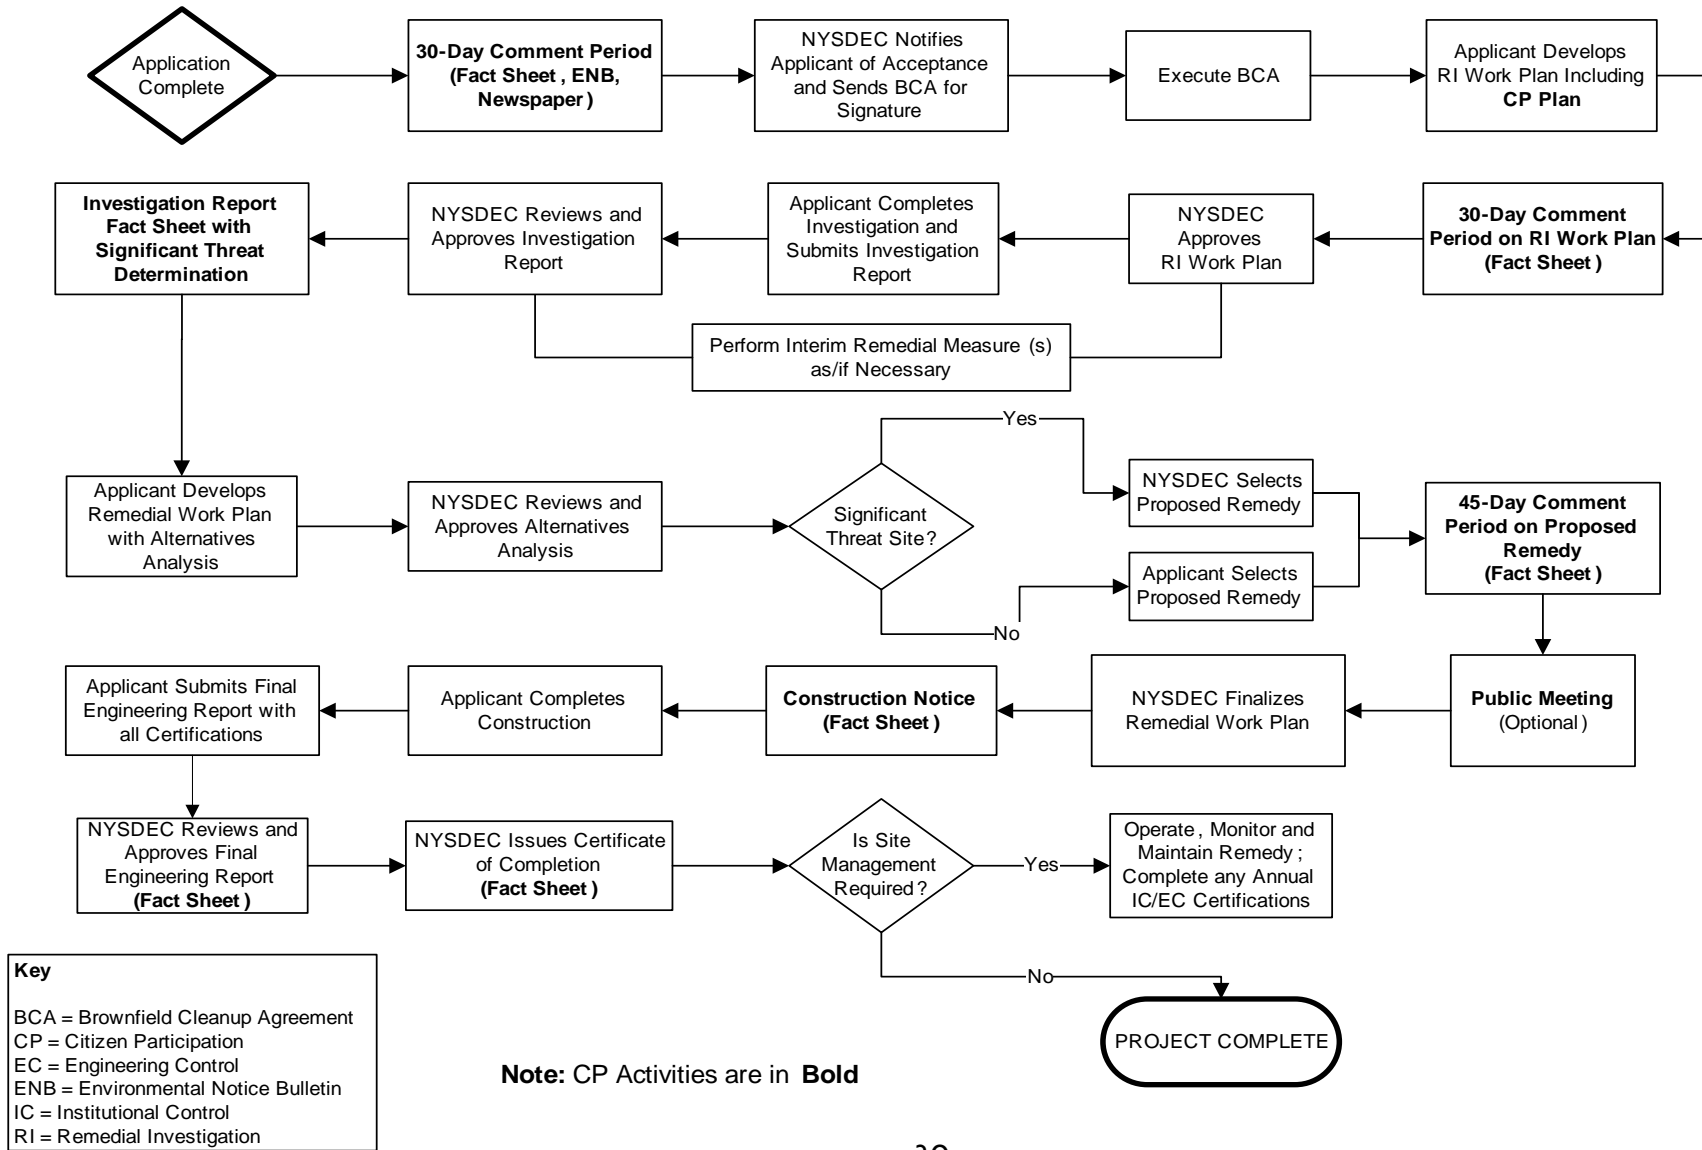 Application
Complete
30-Day Comment Period
(Fact Sheet, ENB,
Newspaper)
NYSDEC Notifies
Applicant of Acceptance
and Sends BCA for
Signature
Execute BCA
Applicant Develops
RI Work Plan Including
CP Plan
Investigation Report
Fact Sheet with
Significant Threat
Determination
NYSDEC Reviews and
Approves Investigation
Report
Applicant Completes
Investigation and
Submits Investigation
Report
NYSDEC
Approves
RI Work Plan
30-Day Comment
Period on RI Work Plan
(Fact Sheet)
Perform Interim Remedial Measure (s)
as/if Necessary
Applicant Develops
Remedial Work Plan
with Alternatives
Analysis
NYSDEC Reviews and
Approves Alternatives
Analysis
Significant
Threat Site?
Yes
No
NYSDEC Selects
Proposed Remedy
Applicant Selects
Proposed Remedy
45-Day Comment
Period on Proposed
Remedy
(Fact Sheet)
Applicant Submits Final
Engineering Report with
all Certifications
Applicant Completes
Construction
Construction Notice
(Fact Sheet)
NYSDEC Finalizes
Remedial Work Plan
Public Meeting
(Optional)
NYSDEC Reviews and
Approves Final
Engineering Report
(Fact Sheet)
NYSDEC Issues Certificate
of Completion
(Fact Sheet)
Is Site
Management
Required?
Yes
Operate, Monitor and
Maintain Remedy;
Complete any Annual
IC/EC Certifications
No
PROJECT COMPLETE
Key
BCA = Brownfield Cleanup Agreement
CP = Citizen Participation
EC = Engineering Control
ENB = Environmental Notice Bulletin
IC = Institutional Control
RI = Remedial Investigation
Note: CP Activities are in Bold